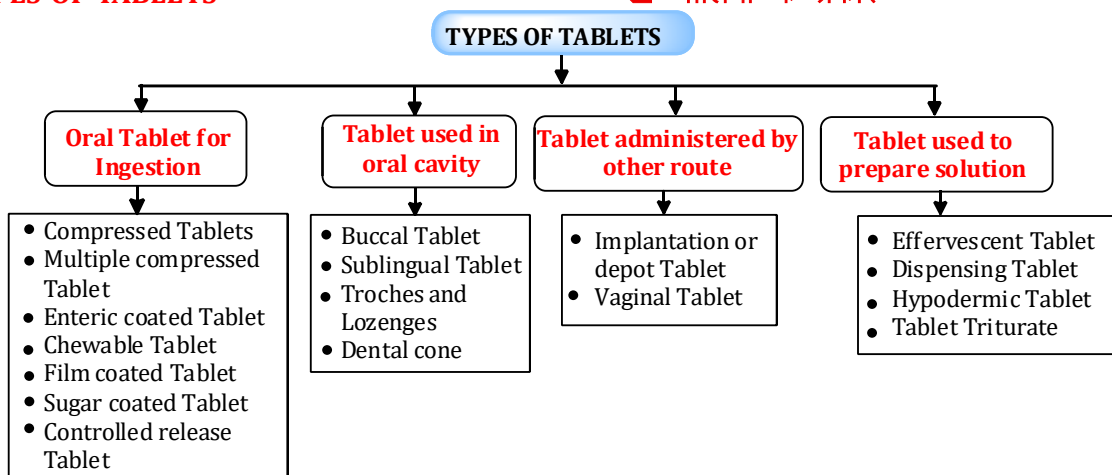 TYPES OF TABLETS
TYPES OF TABLETS
Oral Tablet for
Ingestion
Tablet used in
oral cavity
Tablet administered by
other route
Tablet used to
prepare solution
• Compressed Tablets
• Multiple compressed
Tablet
• Enteric coated Tablet
• Chewable Tablet
• Film coated Tablet
• Sugar coated Tablet
• Controlled release
Tablet
• Buccal Tablet
• Sublingual Tablet
• Troches and
Lozenges
• Dental cone
• Implantation or
depot Tablet
• Vaginal Tablet
• Effervescent Tablet
• Dispensing Tablet
• Hypodermic Tablet
• Tablet Triturate